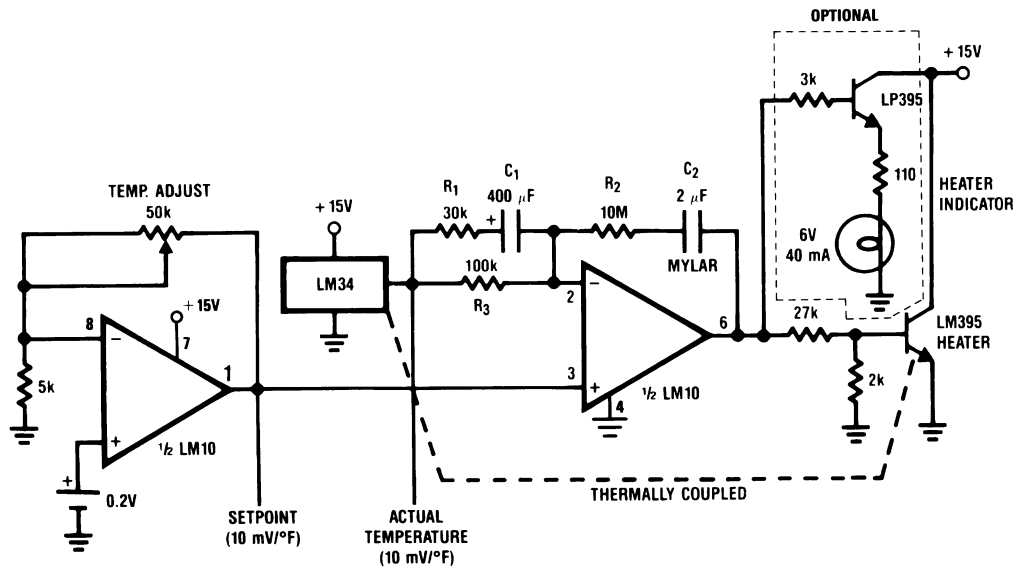 OPTIONAL
+15V
3k
LP395
110
HEATER
INDICATOR
6V
40 mA
TEMP. ADJUST
50k
+15V
R1
30k
C1
400 μF
+
R2
10M
C2
2 μF
MYLAR
LM34
100k
R3
+15V
8
−
7
1
5k
+
½ LM10
+
0.2V
2
−
3
+
6
4
½ LM10
27k
2k
LM395
HEATER
THERMALLY COUPLED
SETPOINT
(10 mV/°F)
ACTUAL
TEMPERATURE
(10 mV/°F)